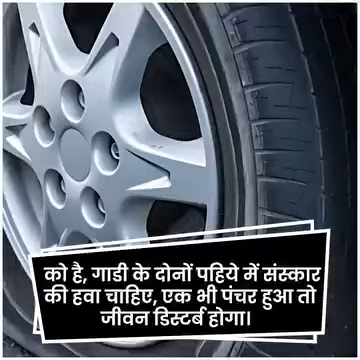 को है, गाडी के दोनों पहिये में संस्कार
की हवा चाहिए, एक भी पंचर हुआ तो
जीवन डिस्टर्ब होगा।